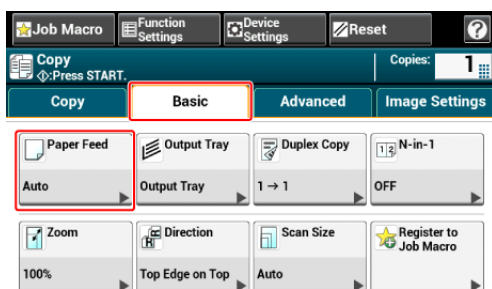 Job Macro
Function
Settings
Device
Settings
Reset
?
Copy
:Press START.
Copies:
1
Copy
Basic
Advanced
Image Settings
Paper Feed
Auto
Output Tray
Output Tray
Duplex Copy
1 → 1
1 2
N-in-1
OFF
Zoom
100%
R
Direction
Top Edge on Top
Scan Size
Auto
Register to
Job Macro